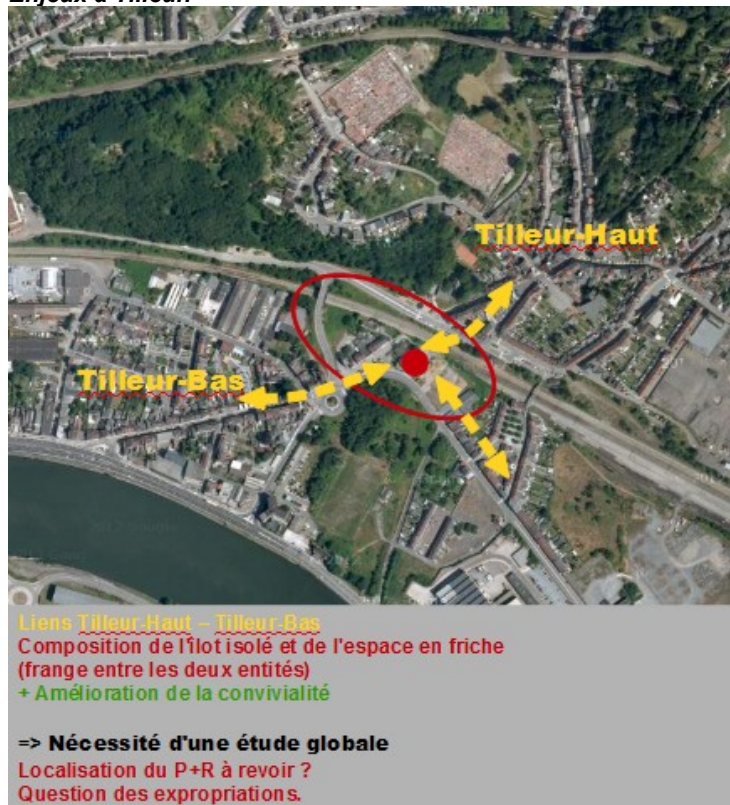 Enjeux à Tilleur:
Tilleur-Haut
Tilleur-Bas
Liens Tilleur-Haut – Tilleur-Bas
Composition de l'îlot isolé et de l'espace en friche
(frange entre les deux entités)
+ Amélioration de la convivialité
=> Nécessité d'une étude globale
Localisation du P+R à revoir ?
Question des expropriations.